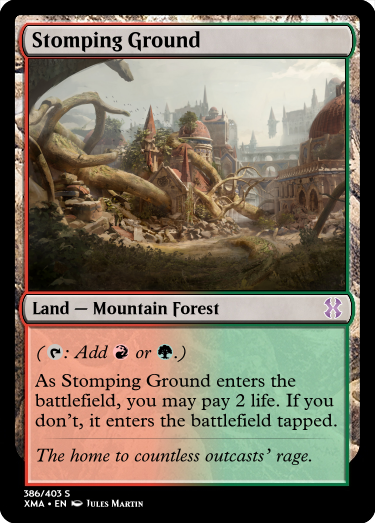 Stomping Ground
Land — Mountain Forest
( : Add or .)
As Stomping Ground enters the
battlefield, you may pay 2 life. If you
don't, it enters the battlefield tapped.
The home to countless outcasts' rage.
386/403 S
XMA • EN Jules Martin